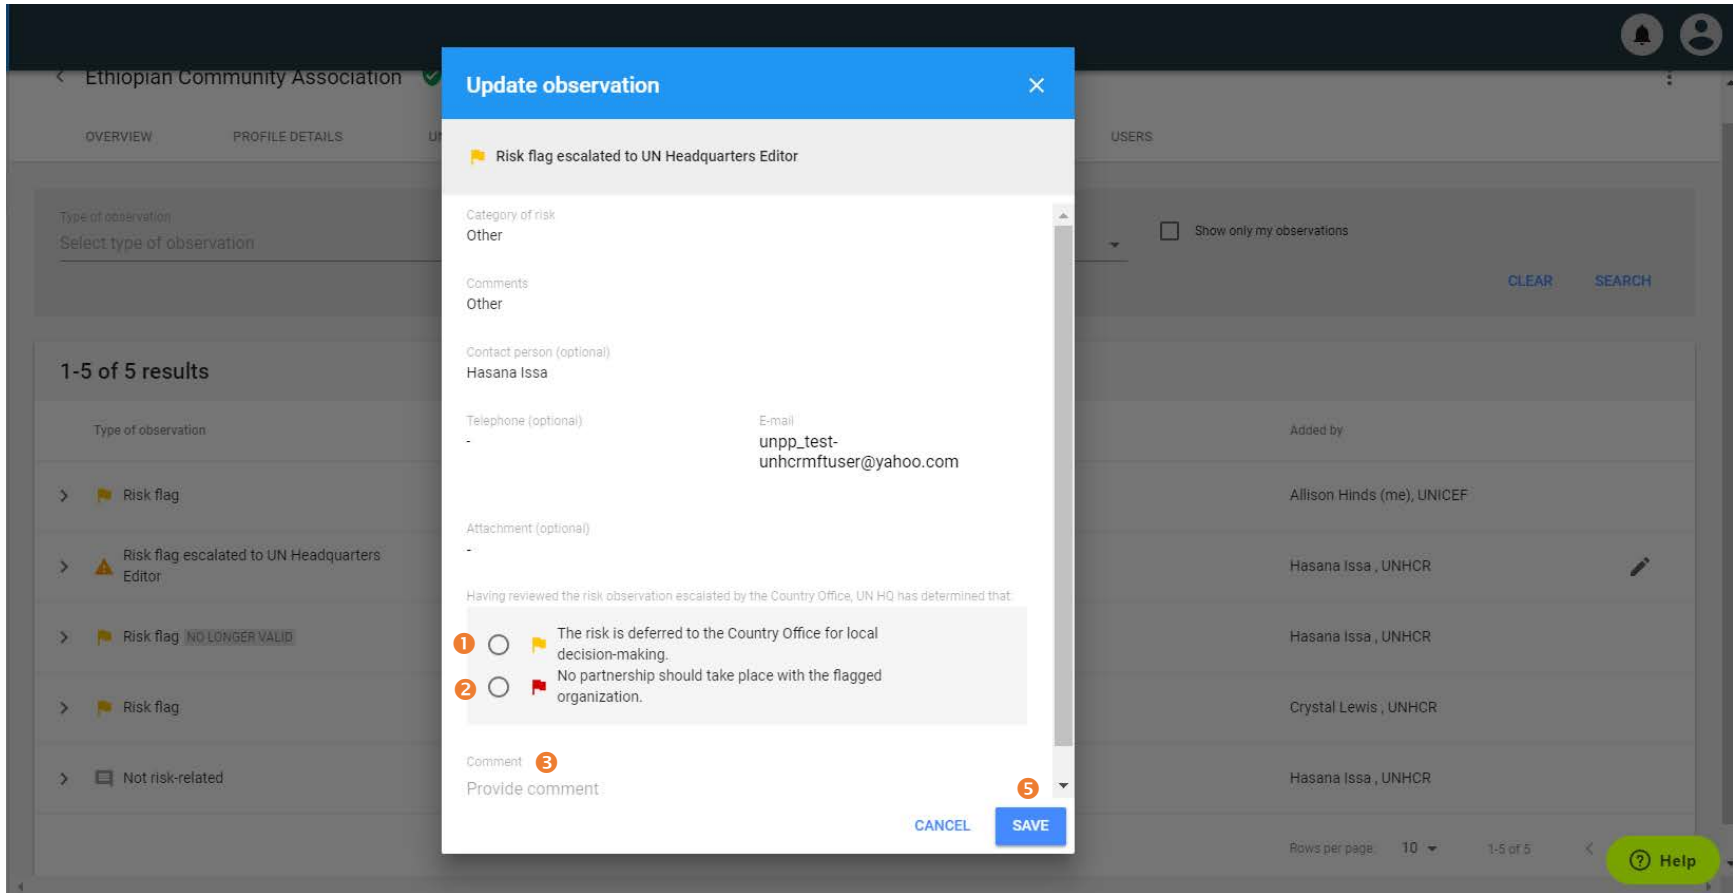 Ethiopian Community Association
OVERVIEW
PROFILE DETAILS
USERS
Type of observation
Select type of observation
Show only my observations
CLEAR
SEARCH
1-5 of 5 results
Type of observation
Added by
Risk flag
Allison Hinds (me), UNICEF
Risk flag escalated to UN Headquarters
Editor
Hasana Issa , UNHCR
Risk flag NO LONGER VALID
Hasana Issa , UNHCR
Risk flag
Crystal Lewis , UNHCR
Not risk-related
Hasana Issa , UNHCR
Rows per page: 10
1-5 of 5
Help
Update observation
Risk flag escalated to UN Headquarters Editor
Category of risk
Other
Comments
Other
Contact person (optional)
Hasana Issa
Telephone (optional)
-
E-mail
unpp_test-
unhcrmftuser@yahoo.com
Attachment (optional)
-
Having reviewed the risk observation escalated by the Country Office, UN HQ has determined that:
1
The risk is deferred to the Country Office for local
decision-making.
2
No partnership should take place with the flagged
organization.
Comment 3
Provide comment
5
CANCEL
SAVE